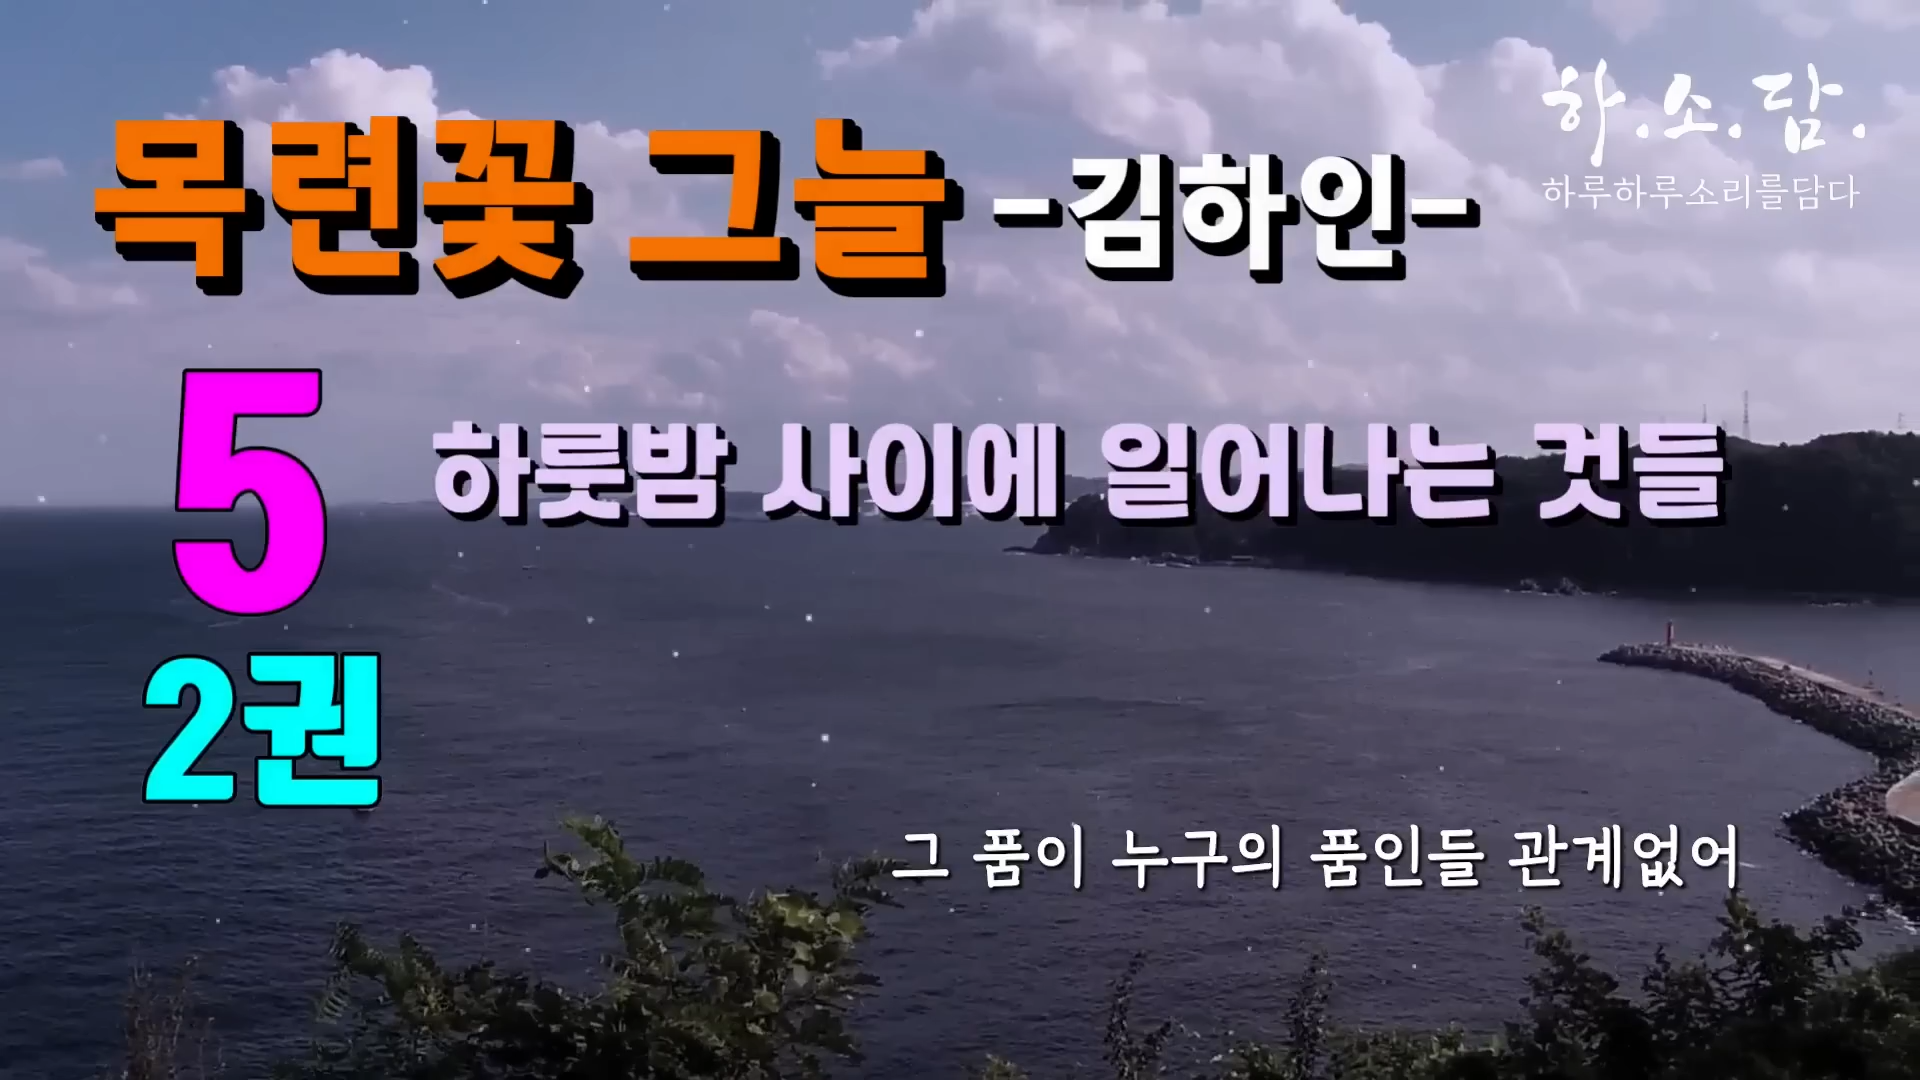 하.소.담.
하루하루소리를담다
목련꽃 그늘 -김하인-
5 하룻밤 사이에 일어나는 것들
2권
그 품이 누구의 품인들 관계없어